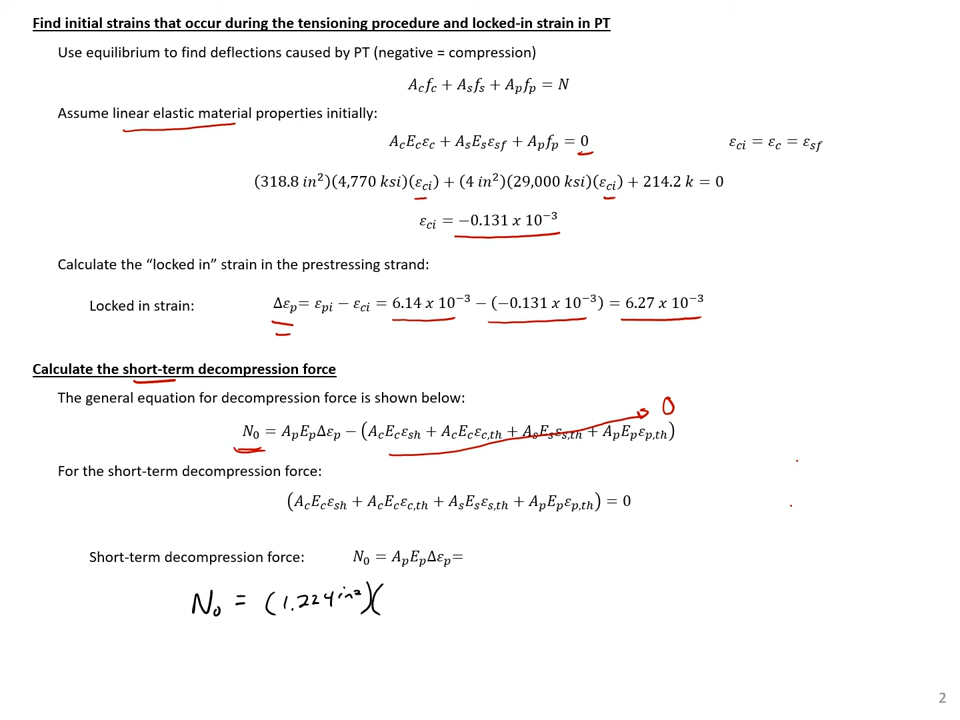 Find initial strains that occur during the tensioning procedure and locked-in strain in PT
Use equilibrium to find deflections caused by PT (negative = compression)
A_c f_c + A_s f_s + A_p f_p = N
Assume linear elastic material properties initially:
A_c E_c ε_c + A_s E_s ε_sf + A_p f_p = 0 ε_ci = ε_c = ε_sf
(318.8 in²)(4,770 ksi)(ε_ci) + (4 in²)(29,000 ksi)(ε_ci) + 214.2 k = 0
ε_ci = −0.131 x 10⁻³
Calculate the “locked in” strain in the prestressing strand:
Locked in strain: Δε_p = ε_pi − ε_ci = 6.14 x 10⁻³ − (−0.131 x 10⁻³) = 6.27 x 10⁻³
Calculate the short-term decompression force
The general equation for decompression force is shown below:
0
N_0 = A_p E_p Δε_p − (A_c E_c ε_sh + A_c E_c ε_c,th + A_s E_s ε_s,th + A_p E_p ε_p,th)
For the short-term decompression force:
(A_c E_c ε_sh + A_c E_c ε_c,th + A_s E_s ε_s,th + A_p E_p ε_p,th) = 0
Short-term decompression force: N_0 = A_p E_p Δε_p =
N_0 = (1.224 in²)(
2